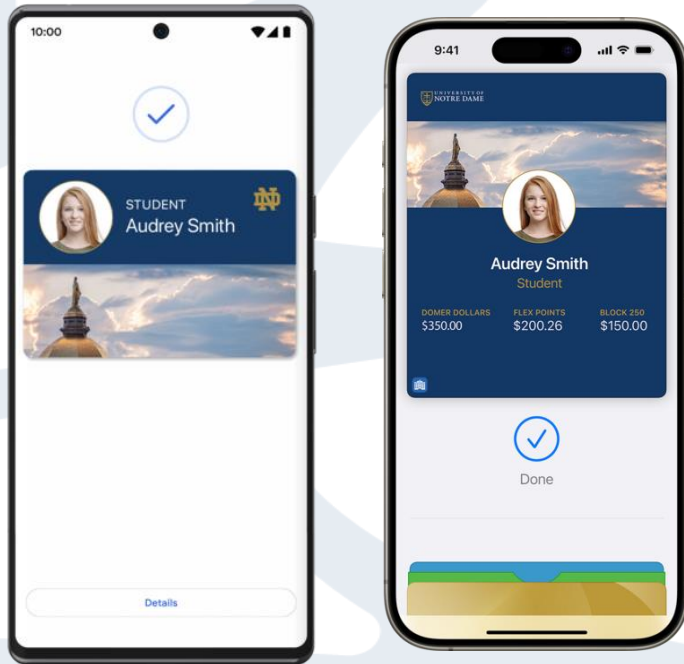 10:00
STUDENT
Audrey Smith
ND
Details
9:41
UNIVERSITY OF
NOTRE DAME
Audrey Smith
Student
DOMER DOLLARS FLEX POINTS BLOCK 250
$350.00 $200.26 $150.00
Done